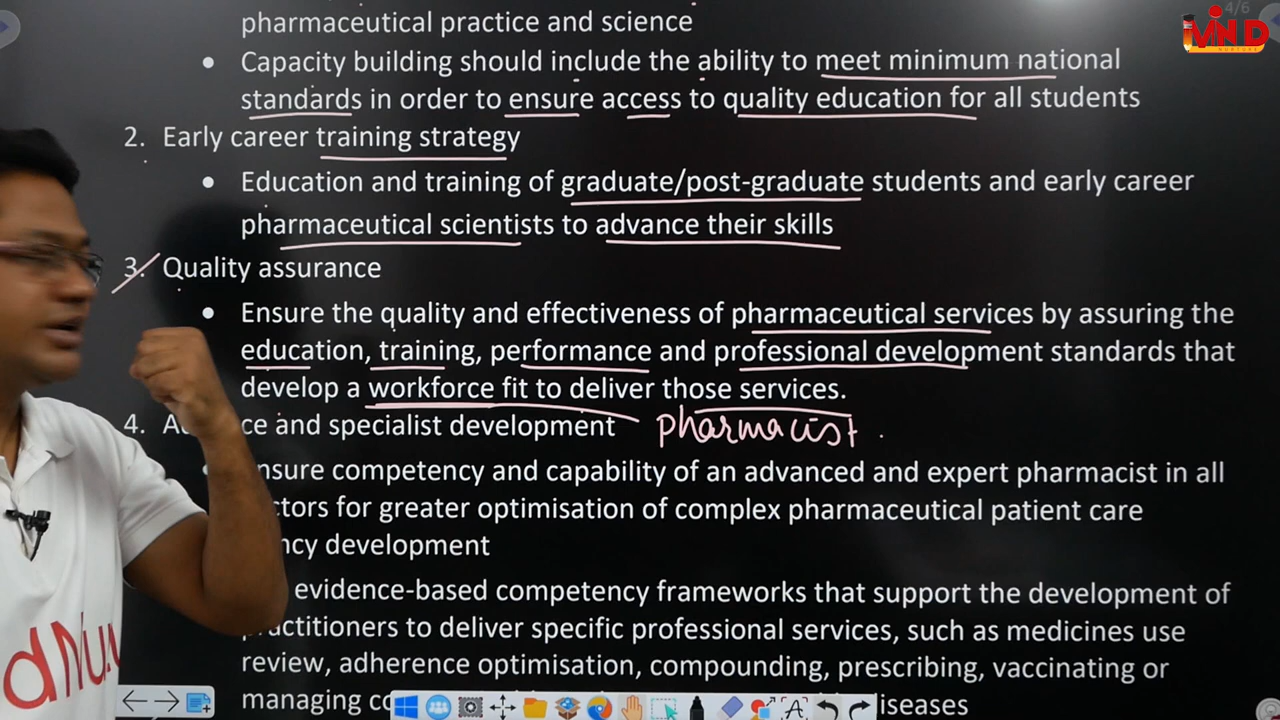 4/6
MIND
pharmaceutical practice and science
• Capacity building should include the ability to meet minimum national
standards in order to ensure access to quality education for all students
2. Early career training strategy
• Education and training of graduate/post-graduate students and early career
pharmaceutical scientists to advance their skills
3. Quality assurance
• Ensure the quality and effectiveness of pharmaceutical services by assuring the
education, training, performance and professional development standards that
develop a workforce fit to deliver those services.
4. A ce and specialist development pharmacist.
nsure competency and capability of an advanced and expert pharmacist in all
ctors for greater optimisation of complex pharmaceutical patient care
ncy development
evidence-based competency frameworks that support the development of
practitioners to deliver specific professional services, such as medicines use
review, adherence optimisation, compounding, prescribing, vaccinating or
managing iseases